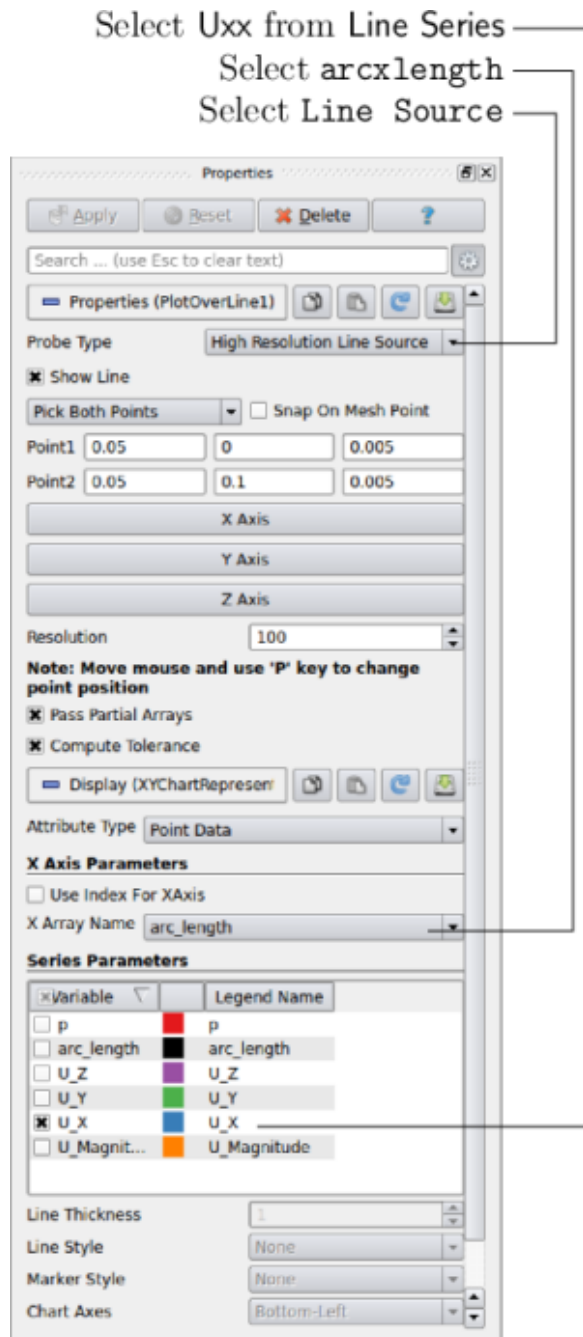 Select Uxx from Line Series
Select arcxlength
Select Line Source
Properties
Apply Reset Delete ?
Search ... (use Esc to clear text)
Properties (PlotOverLine1)
Probe Type High Resolution Line Source
Show Line
Pick Both Points Snap On Mesh Point
Point1 0.05 0 0.005
Point2 0.05 0.1 0.005
X Axis
Y Axis
Z Axis
Resolution 100
Note: Move mouse and use 'P' key to change
point position
Pass Partial Arrays
Compute Tolerance
Display (XYChartRepresen
Attribute Type Point Data
X Axis Parameters
Use Index For XAxis
X Array Name arc_length
Series Parameters
Variable Legend Name
p p
arc_length arc_length
U_Z U_Z
U_Y U_Y
U_X U_X
U_Magnit... U_Magnitude
Line Thickness 1
Line Style None
Marker Style None
Chart Axes Bottom-Left